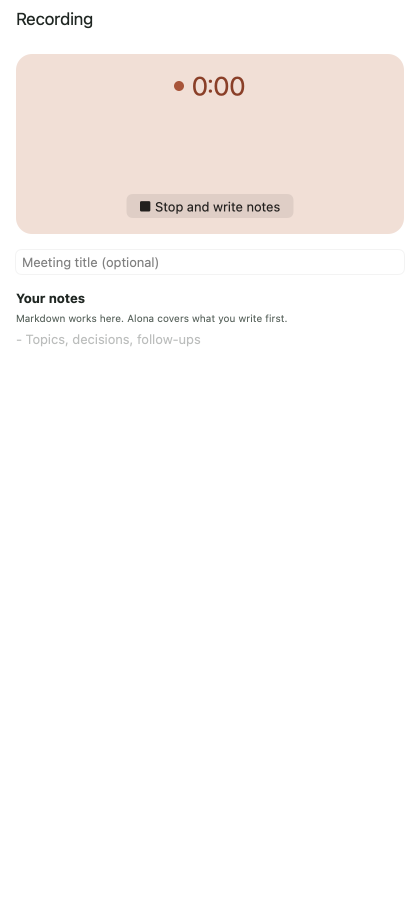 Recording
0:00
Stop and write notes
Meeting title (optional)
Your notes
Markdown works here. Alona covers what you write first.
- Topics, decisions, follow-ups